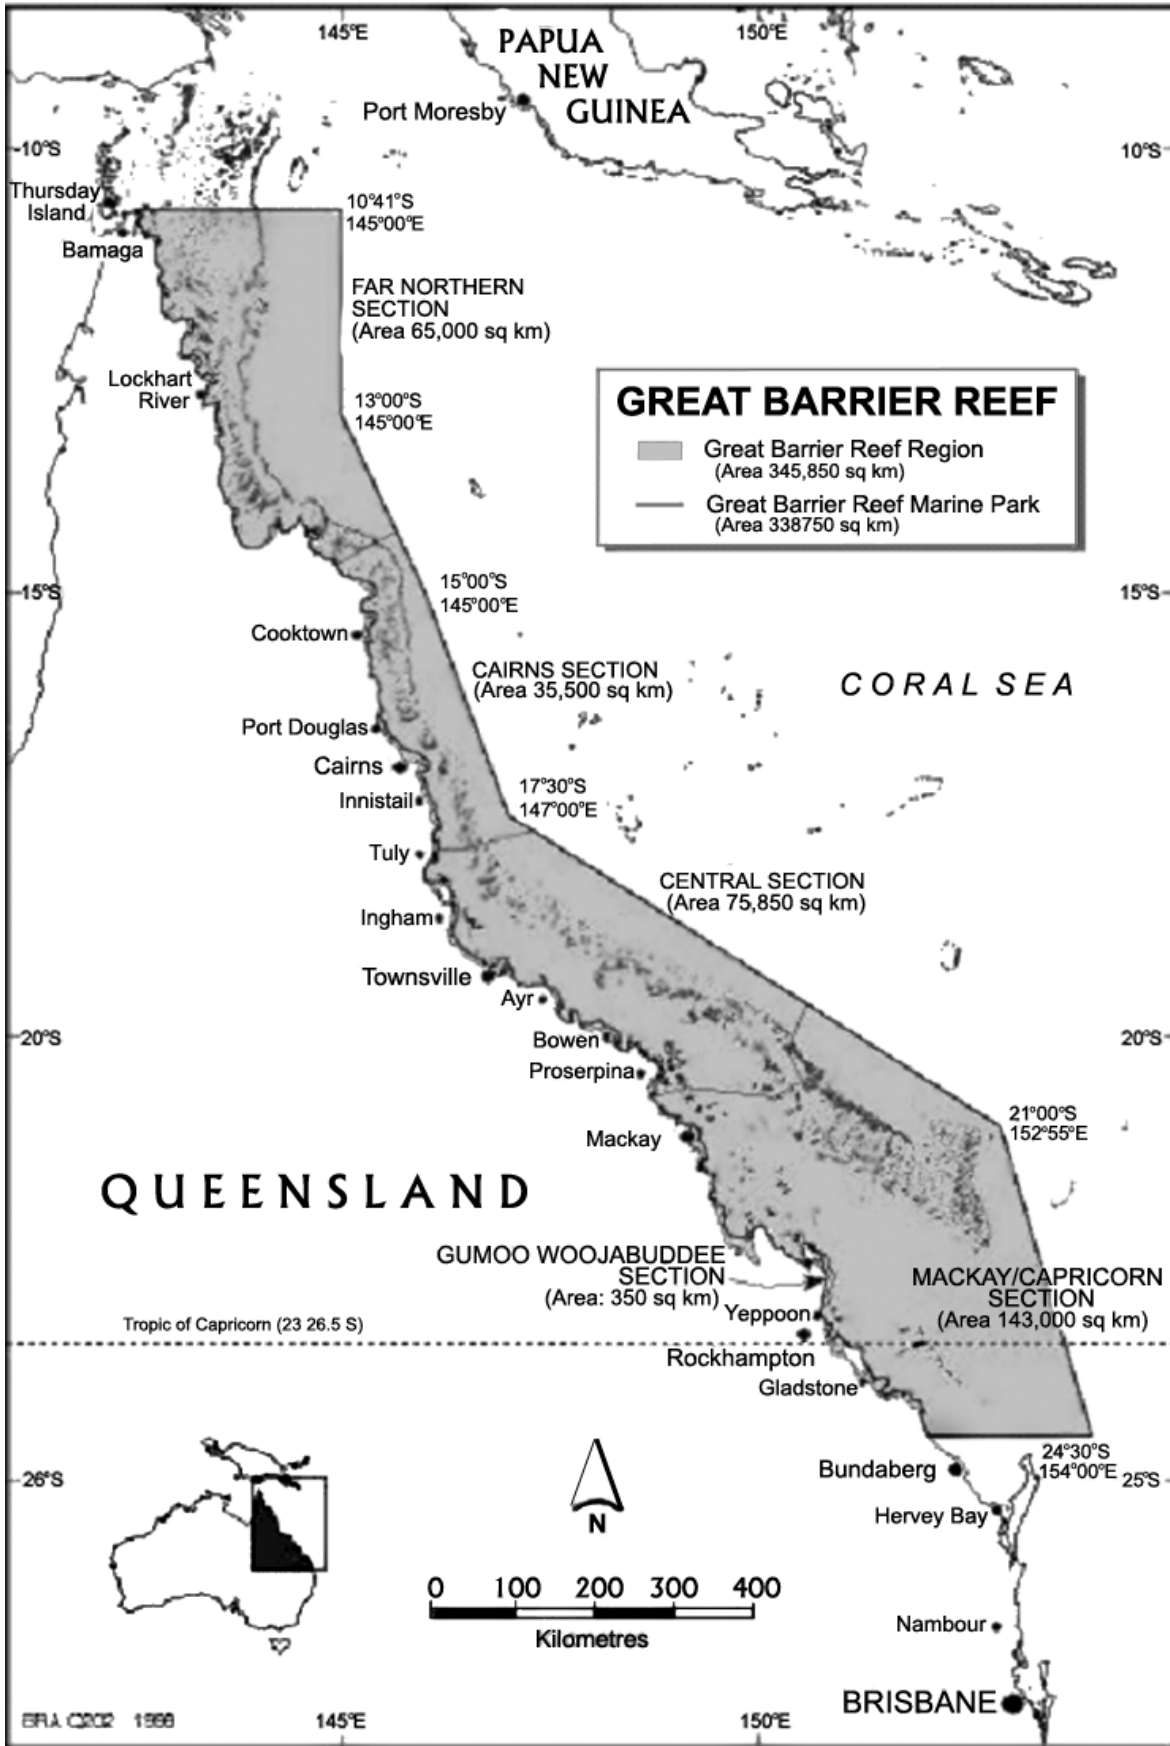 145°E
150°E
PAPUA
NEW
GUINEA
Port Moresby
10°S
10°S
Thursday
Island
10°41°S
145°00°E
Bamaga
FAR NORTHERN
SECTION
(Area 65,000 sq km)
Lockhart
River
13°00°S
145°00°E
GREAT BARRIER REEF
Great Barrier Reef Region
(Area 345,850 sq km)
Great Barrier Reef Marine Park
(Area 338750 sq km)
15°S
15°00°S
145°00°E
15°S
Cooktown
CAIRNS SECTION
(Area 35,500 sq km)
CORAL SEA
Port Douglas
Cairns
17°30°S
147°00°E
Innistail
Tuly
CENTRAL SECTION
(Area 75,850 sq km)
Ingham
Townsville
Ayr
20°S
Bowen
20°S
Proserpina
21°00°S
152°55°E
Mackay
QUEENSLAND
GUMOO WOOJABUDDEE
SECTION
(Area: 350 sq km)
MACKAY/CAPRICORN
SECTION
(Area 143,000 sq km)
Yeppoon
Tropic of Capricorn (23 26.5 S)
Rockhampton
Gladstone
24°30°S
154°00°E
26°S
Bundaberg
25°S
Hervey Bay
N
0 100 200 300 400
Kilometres
Nambour
BRISBANE
145°E
150°E